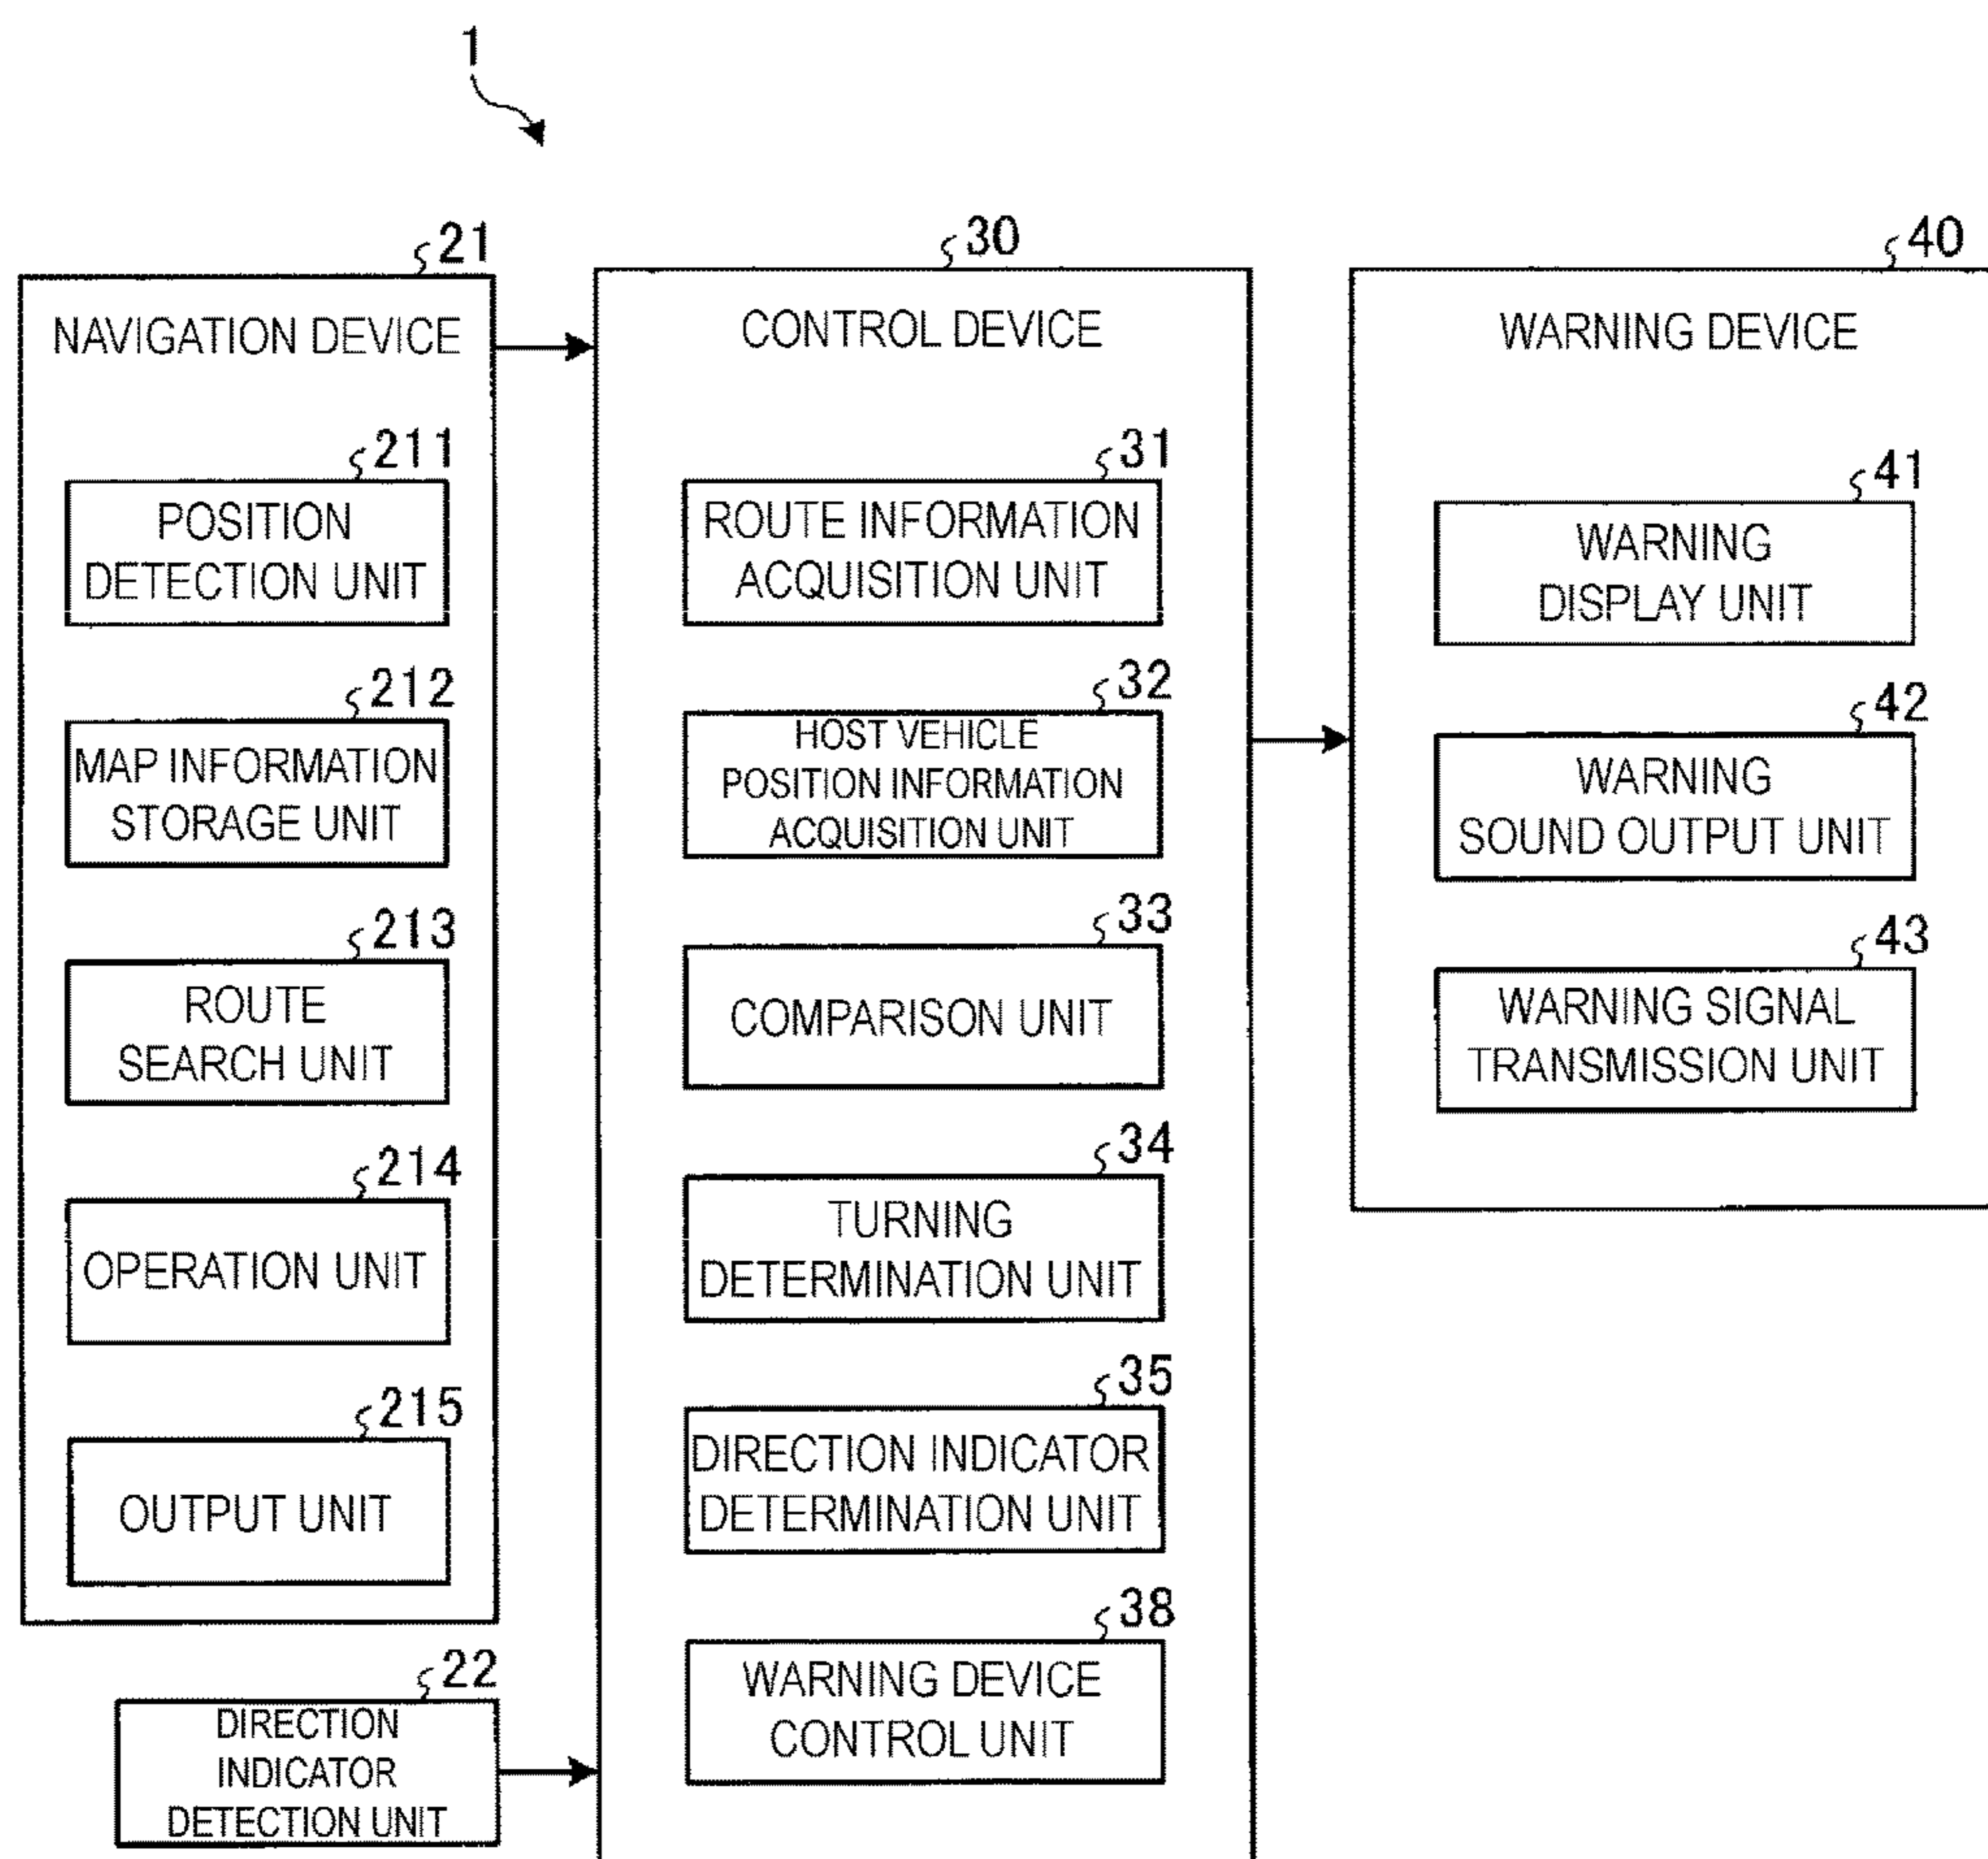 1
21
NAVIGATION DEVICE
211
POSITION
DETECTION UNIT
212
MAP INFORMATION
STORAGE UNIT
213
ROUTE
SEARCH UNIT
214
OPERATION UNIT
215
OUTPUT UNIT
22
DIRECTION
INDICATOR
DETECTION UNIT
30
CONTROL DEVICE
31
ROUTE INFORMATION
ACQUISITION UNIT
32
HOST VEHICLE
POSITION INFORMATION
ACQUISITION UNIT
33
COMPARISON UNIT
34
TURNING
DETERMINATION UNIT
35
DIRECTION INDICATOR
DETERMINATION UNIT
38
WARNING DEVICE
CONTROL UNIT
40
WARNING DEVICE
41
WARNING
DISPLAY UNIT
42
WARNING
SOUND OUTPUT UNIT
43
WARNING SIGNAL
TRANSMISSION UNIT